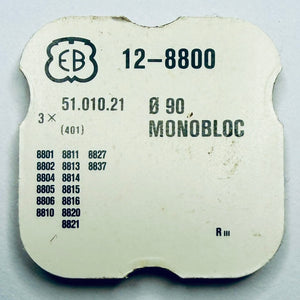 EB 12-8800
51.010.21 Ø 90
3× (401) MONOBLOC
8801 8811 8827
8802 8813 8837
8804 8814
8805 8815
8806 8816
8810 8820
8821
R III